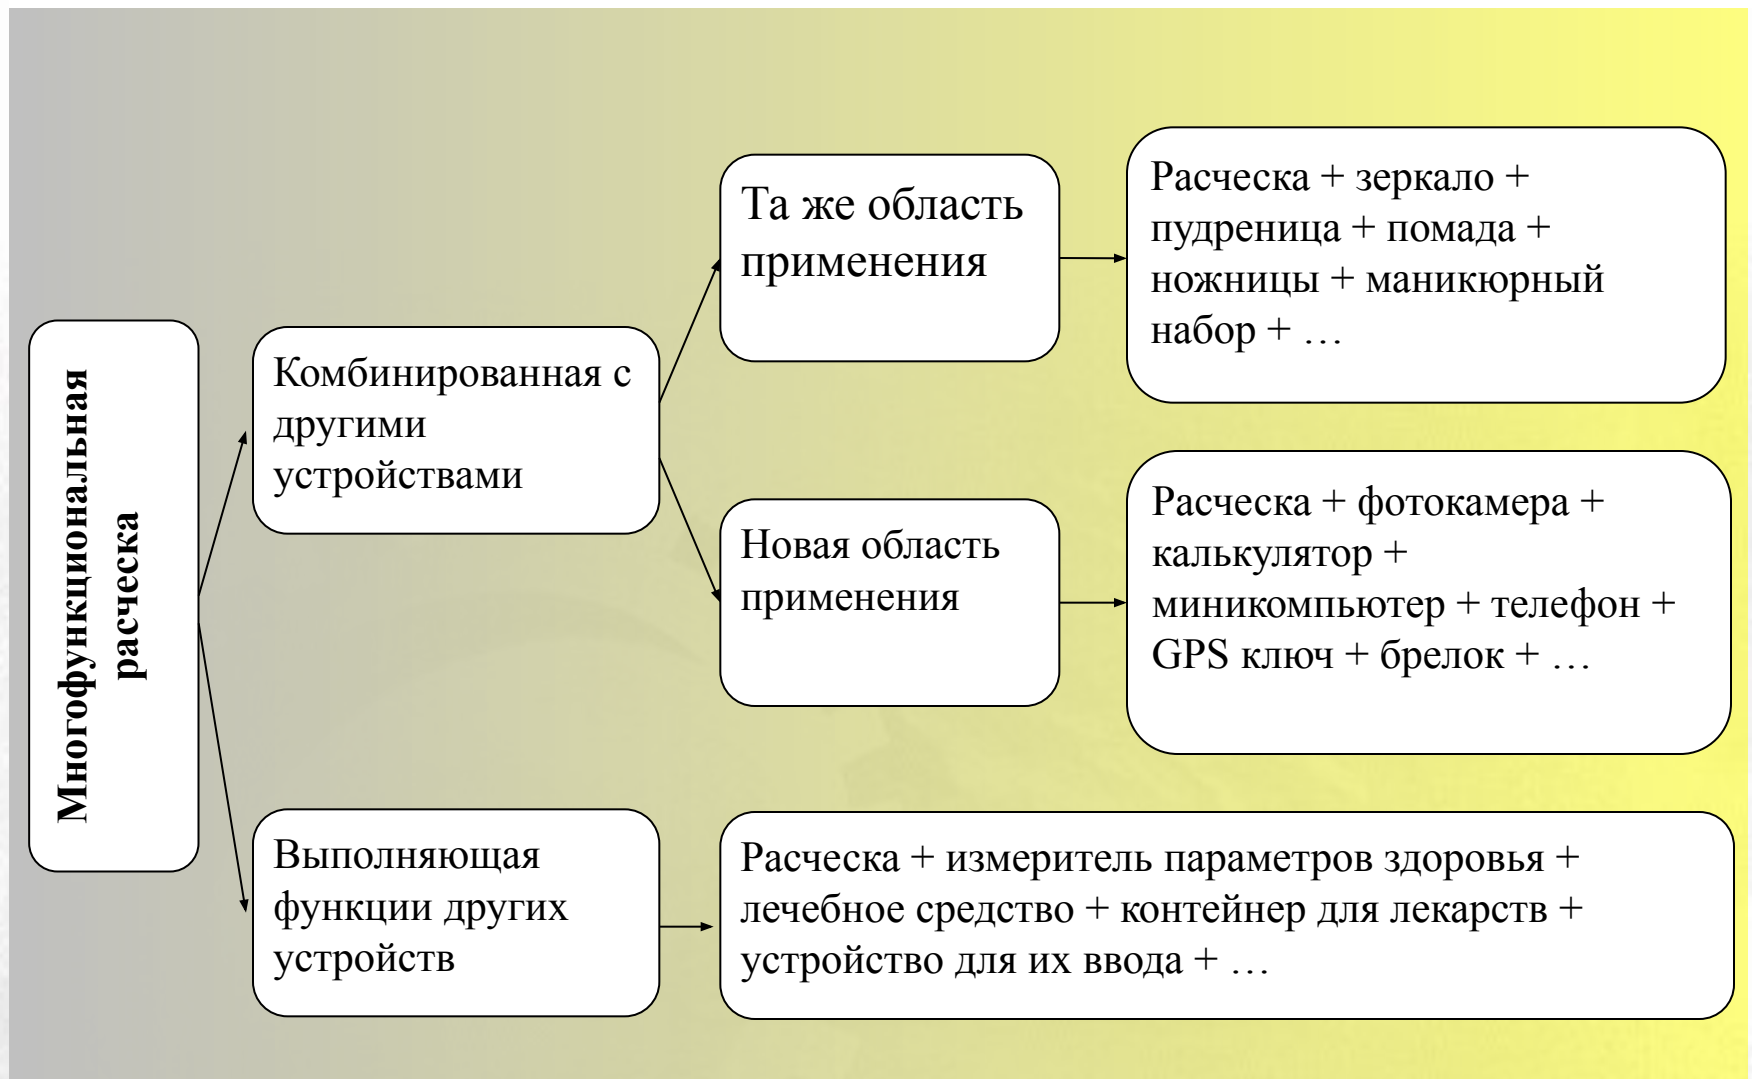 Многофункциональная
расческа
Комбинированная с
другими
устройствами
Та же область
применения
Расческа + зеркало +
пудреница + помада +
ножницы + маникюрный
набор + …
Новая область
применения
Расческа + фотокамера +
калькулятор +
миникомпьютер + телефон +
GPS ключ + брелок + …
Выполняющая
функции других
устройств
Расческа + измеритель параметров здоровья +
лечебное средство + контейнер для лекарств +
устройство для их ввода + …